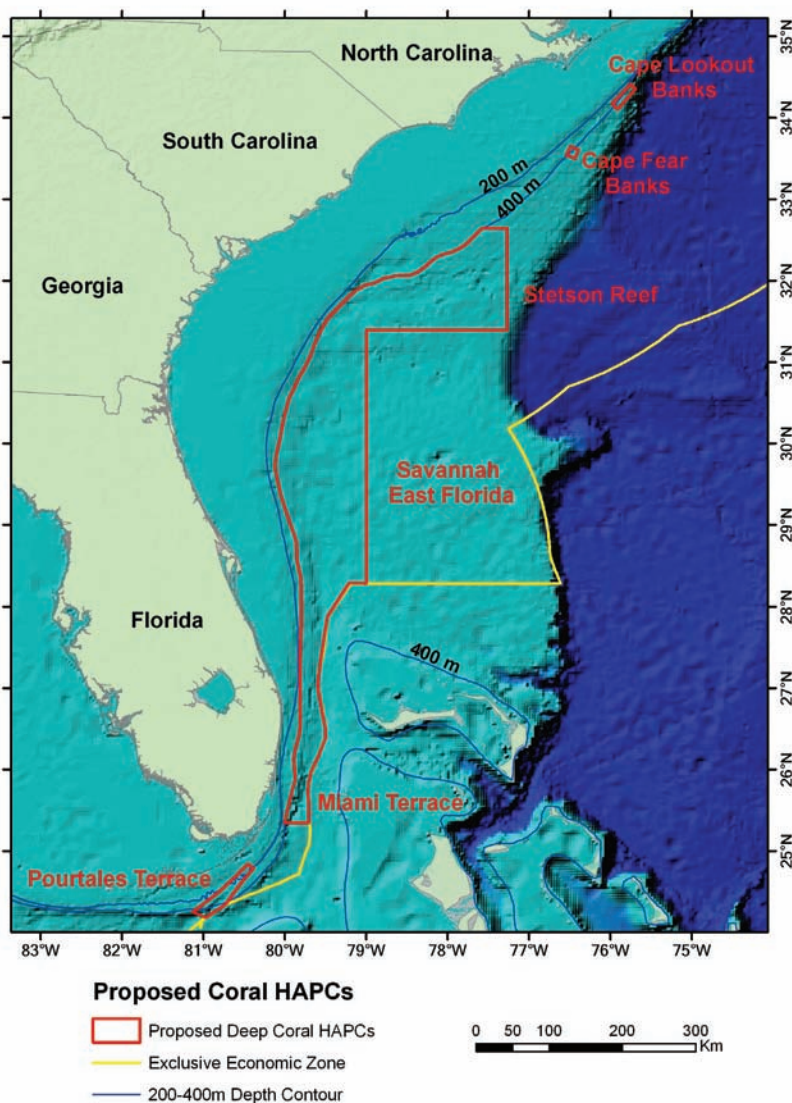 North Carolina
Cape Lookout
Banks
South Carolina
200 m
400 m
Cape Fear
Banks
Georgia
Stetson Reef
Savannah
East Florida
Florida
400 m
Miami Terrace
Pourtales Terrace
35°N
34°N
33°N
32°N
31°N
30°N
29°N
28°N
27°N
26°N
25°N
83°W 82°W 81°W 80°W 79°W 78°W 77°W 76°W 75°W
Proposed Coral HAPCs
Proposed Deep Coral HAPCs
Exclusive Economic Zone
200-400m Depth Contour
0 50 100 200 300
Km